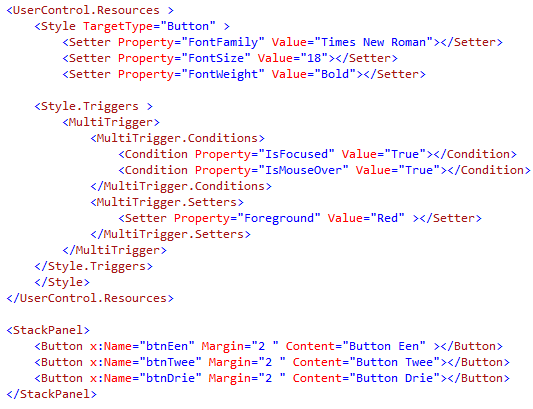 <UserControl.Resources >
    <Style TargetType="Button" >
        <Setter Property="FontFamily" Value="Times New Roman"></Setter>
        <Setter Property="FontSize" Value="18"></Setter>
        <Setter Property="FontWeight" Value="Bold"></Setter>

    <Style.Triggers >
        <MultiTrigger>
            <MultiTrigger.Conditions>
                <Condition Property="IsFocused" Value="True"></Condition>
                <Condition Property="IsMouseOver" Value="True"></Condition>
            </MultiTrigger.Conditions>
            <MultiTrigger.Setters>
                <Setter Property="Foreground" Value="Red" ></Setter>
            </MultiTrigger.Setters>
        </MultiTrigger>
    </Style.Triggers>
    </Style>
</UserControl.Resources>

<StackPanel>
    <Button x:Name="btnEen" Margin="2 " Content="Button Een" ></Button>
    <Button x:Name="btnTwee" Margin="2 " Content="Button Twee"></Button>
    <Button x:Name="btnDrie" Margin="2 " Content="Button Drie"></Button>
</StackPanel>